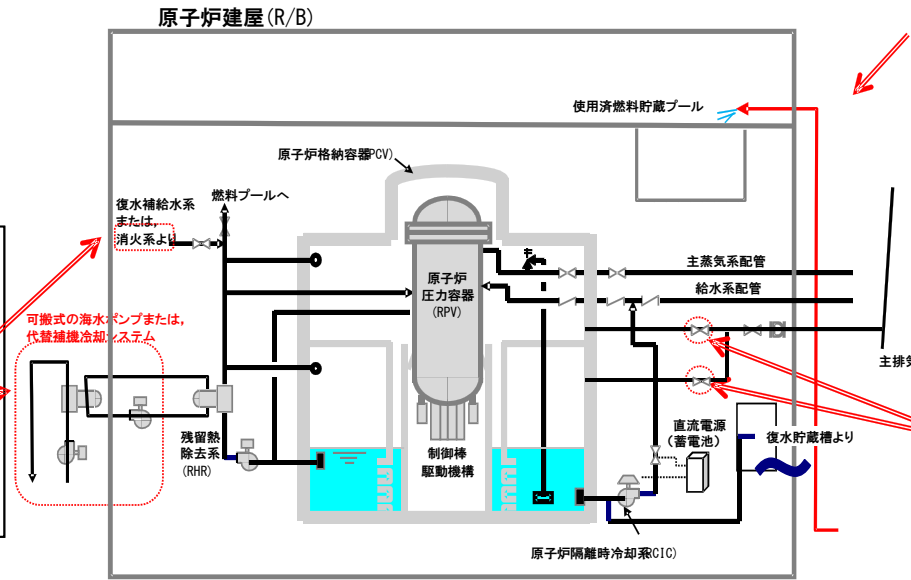 原子炉建屋(R/B)
使用済燃料貯蔵プール
原子炉格納容器(PCV)
燃料プールへ
復水補給水系
または,
消火系より
主蒸気系配管
原子炉
圧力容器
(RPV)
給水系配管
可搬式の海水ポンプまたは,
代替補機冷却システム
主排気
直流電源
(蓄電池)
復水貯蔵槽より
残留熱
除去系
(RHR)
制御棒
駆動機構
原子炉隔離時冷却系(RCIC)